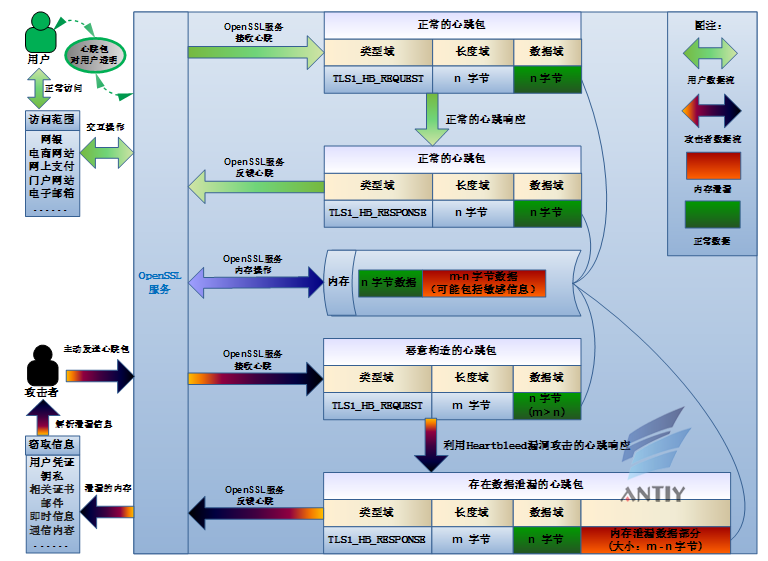 用户
心跳包
对用户透明
正常访问
访问范围
网银
电商网站
网上支付
门户网站
电子邮箱
......
交互操作
OpenSSL
服务
OpenSSL服务
接收心跳
正常的心跳包
类型域 长度域 数据域
TLS1_HB_REQUEST n 字节 n 字节
正常的心跳响应
OpenSSL服务
反馈心跳
正常的心跳包
类型域 长度域 数据域
TLS1_HB_RESPONSE n 字节 n 字节
OpenSSL服务
内存操作
内存
n 字节数据
m-n 字节数据
(可能包括敏感信息)
攻击者
主动发送心跳包
OpenSSL服务
接收心跳
恶意构造的心跳包
类型域 长度域 数据域
TLS1_HB_REQUEST m 字节 n 字节
(m> n)
利用Heartbleed漏洞攻击的心跳响应
解析泄漏信息
窃取信息
用户凭证
钥匙
相关证书
邮件
即时信息
通信内容
......
泄漏的内存
OpenSSL服务
反馈心跳
存在数据泄漏的心跳包
类型域 长度域 数据域
TLS1_HB_RESPONSE m 字节 n 字节 内存泄漏数据部分
(大小: m - n 字节)
ANTIY
图注:
用户数据流
攻击者数据流
内存泄漏
正常数据